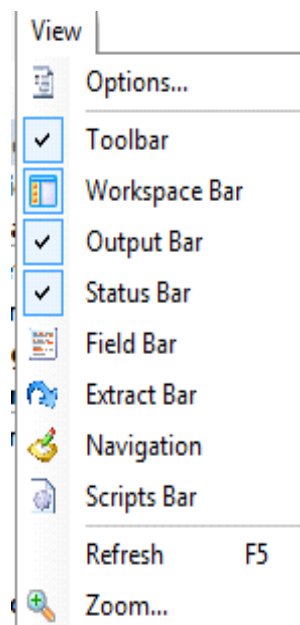 View
Options...
Toolbar
Workspace Bar
Output Bar
Status Bar
Field Bar
Extract Bar
Navigation
Scripts Bar
Refresh F5
Zoom...